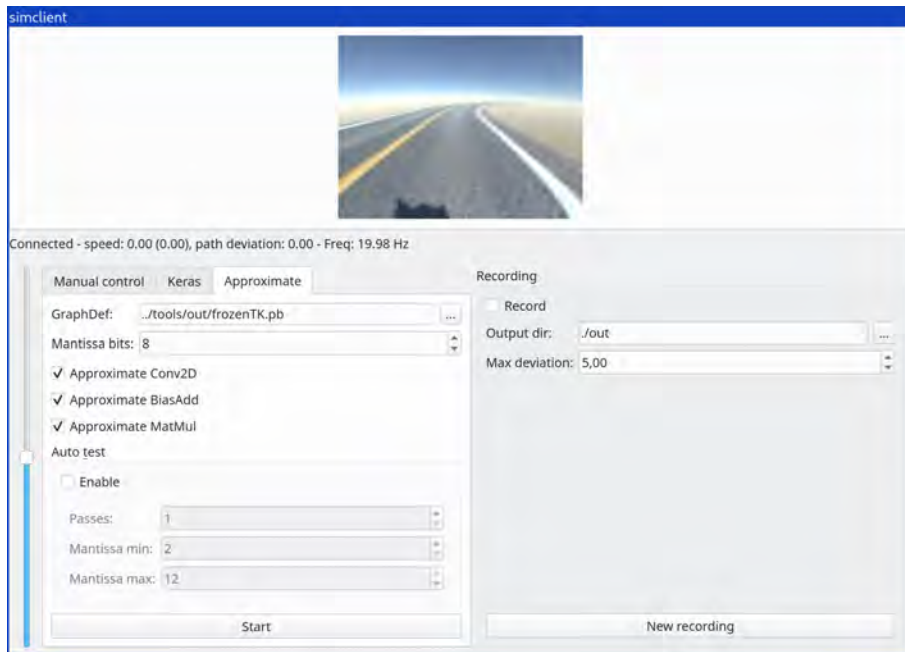 simclient
Connected - speed: 0.00 (0.00), path deviation: 0.00 - Freq: 19.98 Hz
Manual control Keras Approximate
GraphDef: ../tools/out/frozenTK.pb ...
Mantissa bits: 8
Approximate Conv2D
Approximate BiasAdd
Approximate MatMul
Auto test
Enable
Passes: 1
Mantissa min: 2
Mantissa max: 12
Start
Recording
Record
Output dir: ./out ...
Max deviation: 5,00
New recording